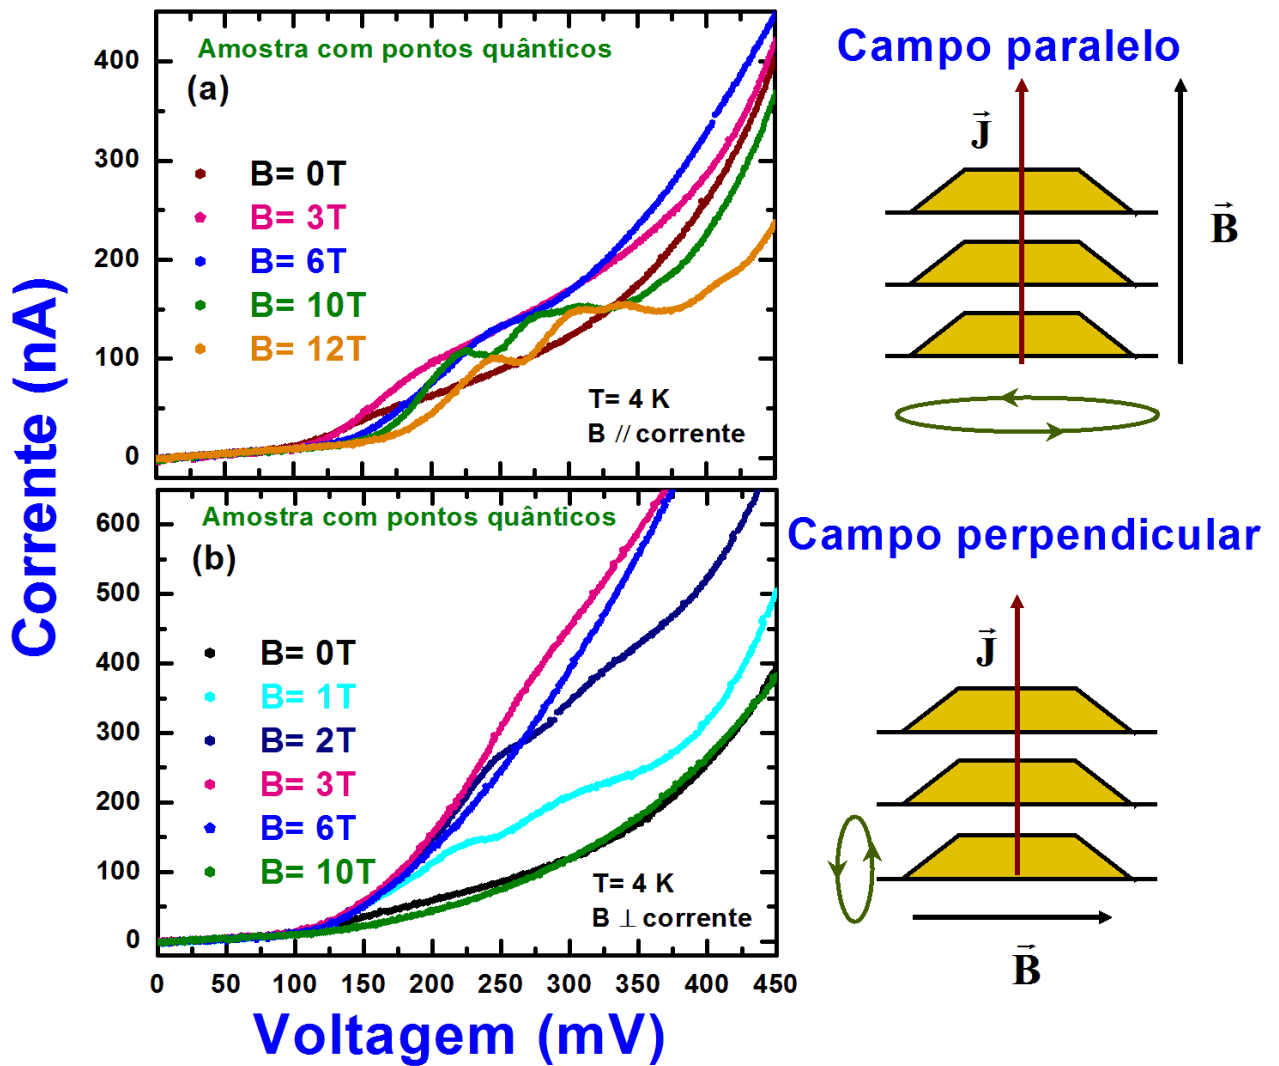 Corrente (nA)
Amostra com pontos quânticos
(a)
400
300
200
100
0
B= 0T
B= 3T
B= 6T
B= 10T
B= 12T
T= 4 K
B // corrente
Campo paralelo
J
B
Amostra com pontos quânticos
(b)
600
500
400
300
200
100
0
B= 0T
B= 1T
B= 2T
B= 3T
B= 6T
B= 10T
T= 4 K
B ⊥ corrente
0 50 100 150 200 250 300 350 400 450
Voltagem (mV)
Campo perpendicular
J
B